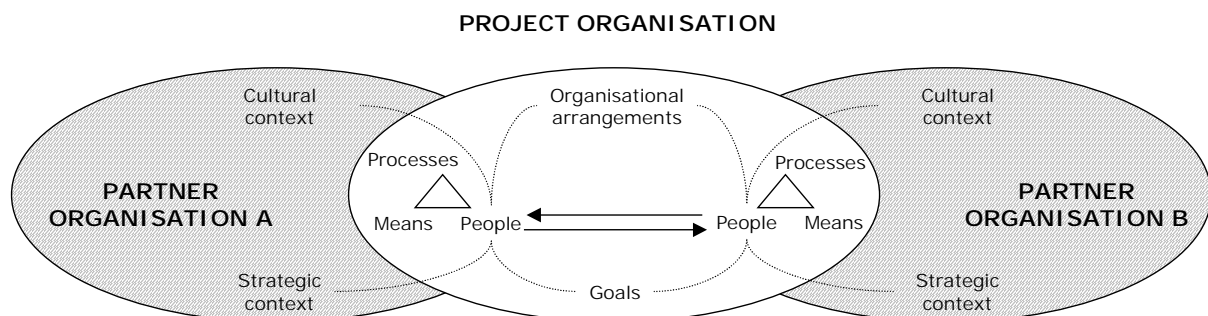 PROJECT ORGANISATION
Cultural
context
Organisational
arrangements
Cultural
context
Processes
Processes
PARTNER
ORGANISATION A
PARTNER
ORGANISATION B
Means
People
People
Means
Strategic
context
Goals
Strategic
context